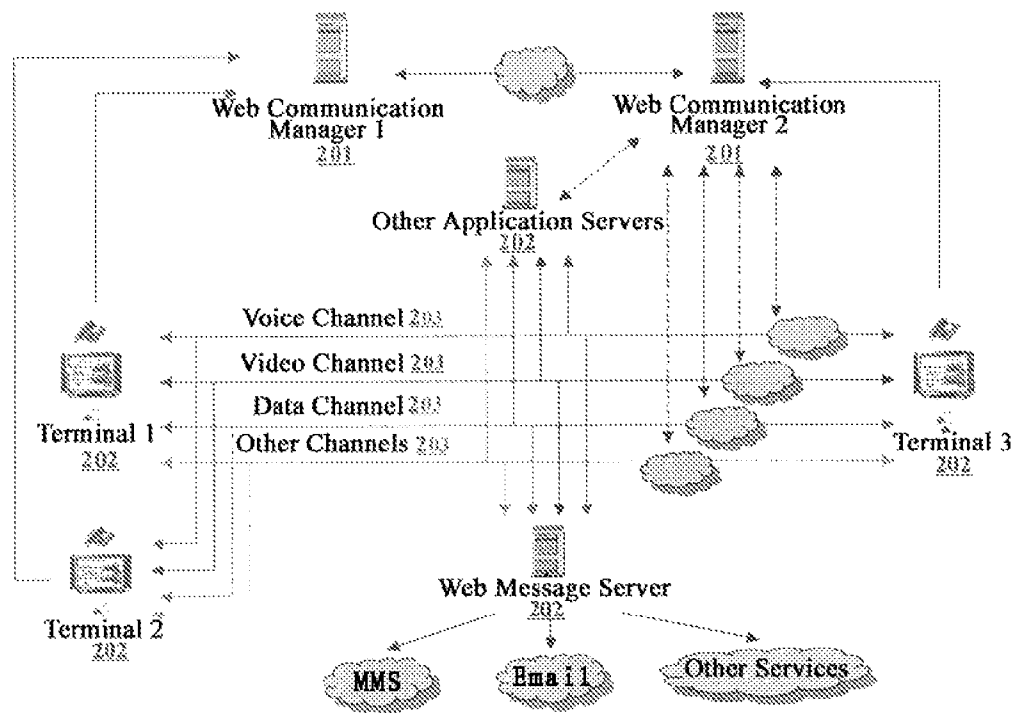 Web Communication
Manager 1
201
Web Communication
Manager 2
201
Other Application Servers
202
Voice Channel 203
Video Channel 203
Data Channel 203
Other Channels 203
Terminal 1
202
Terminal 3
202
Terminal 2
202
Web Message Server
202
MMS
Email
Other Services